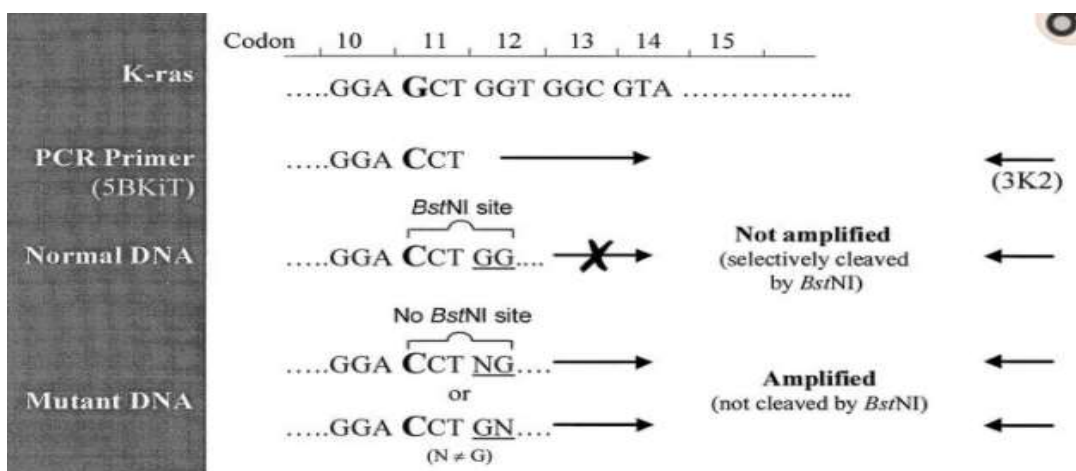 Codon 10 11 12 13 14 15
K-ras
.....GGA GCT GGT GGC GTA ..................
PCR Primer
(5BKiT)
.....GGA CCT
(3K2)
BstNI site
Normal DNA
.....GGA CCT GG....
Not amplified
(selectively cleaved
by BstNI)
No BstNI site
.....GGA CCT NG....
or
Mutant DNA
.....GGA CCT GN....
(N ≠ G)
Amplified
(not cleaved by BstNI)